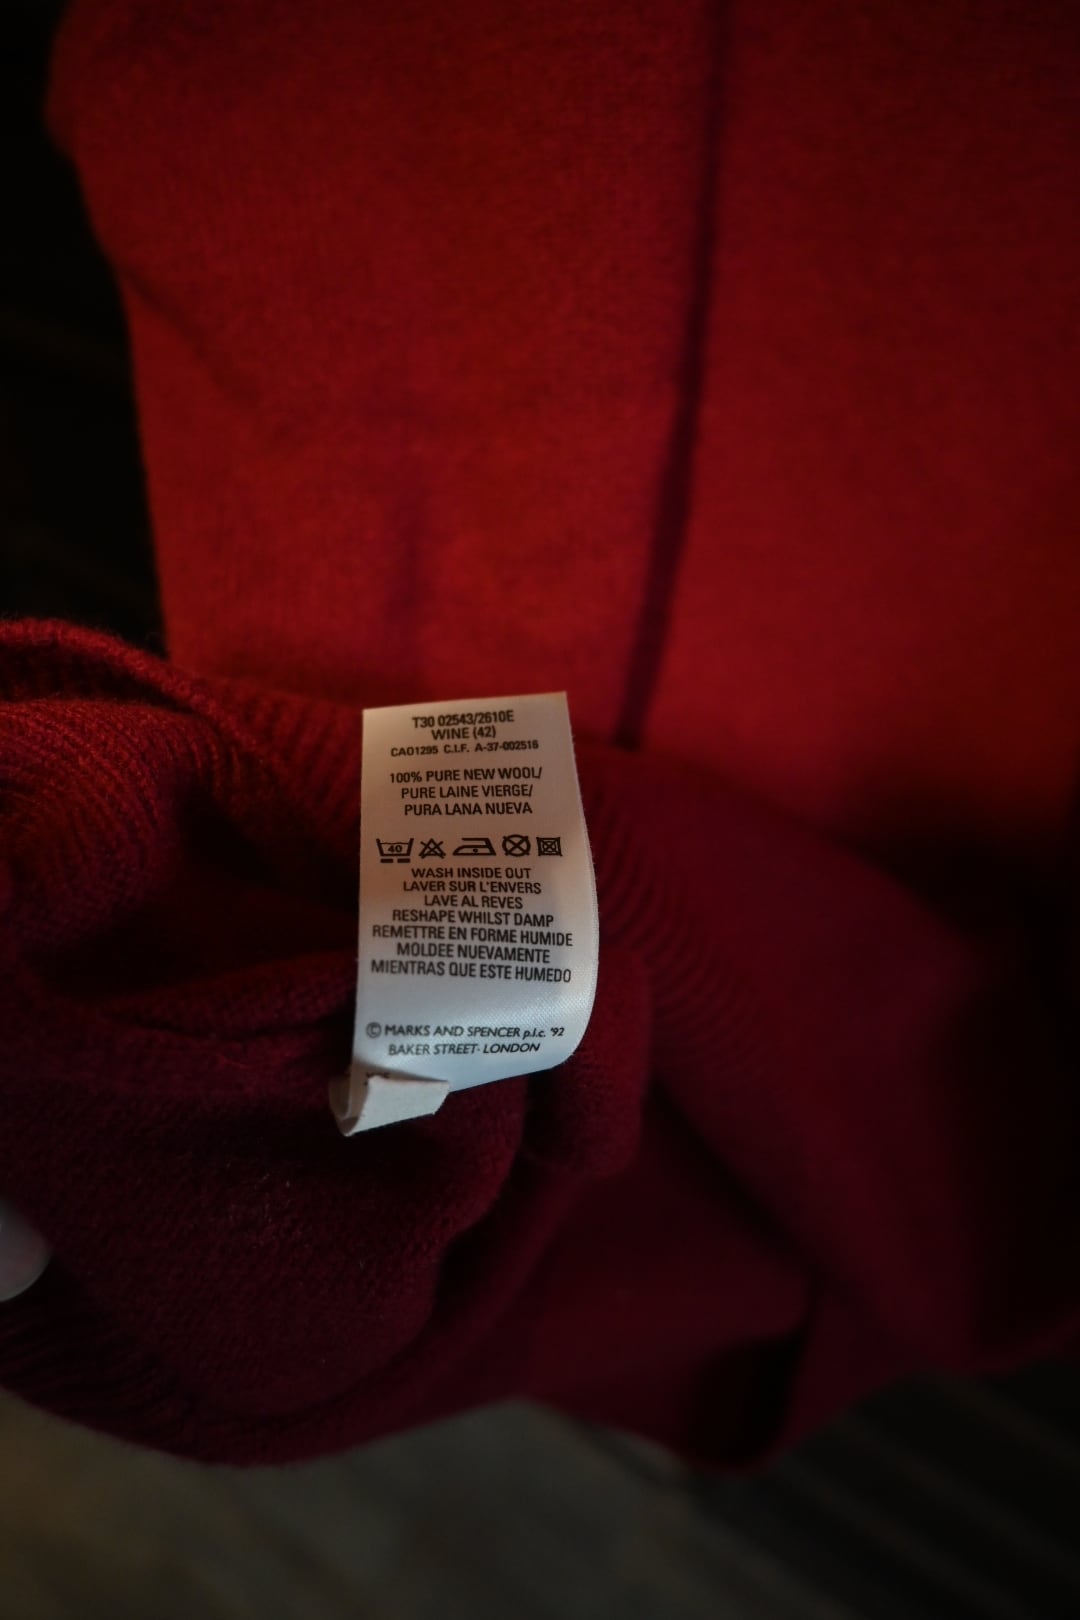 T30 02543/2610E
WINE (42)
CA01295 C.I.F. A-37-002516
100% PURE NEW WOOL/
PURE LAINE VIERGE/
PURA LANA NUEVA
40
WASH INSIDE OUT
LAVER SUR L'ENVERS
LAVE AL REVES
RESHAPE WHILST DAMP
REMETTRE EN FORME HUMIDE
MOLDEE NUEVAMENTE
MIENTRAS QUE ESTE HUMEDO
© MARKS AND SPENCER p.l.c. '92
BAKER STREET· LONDON